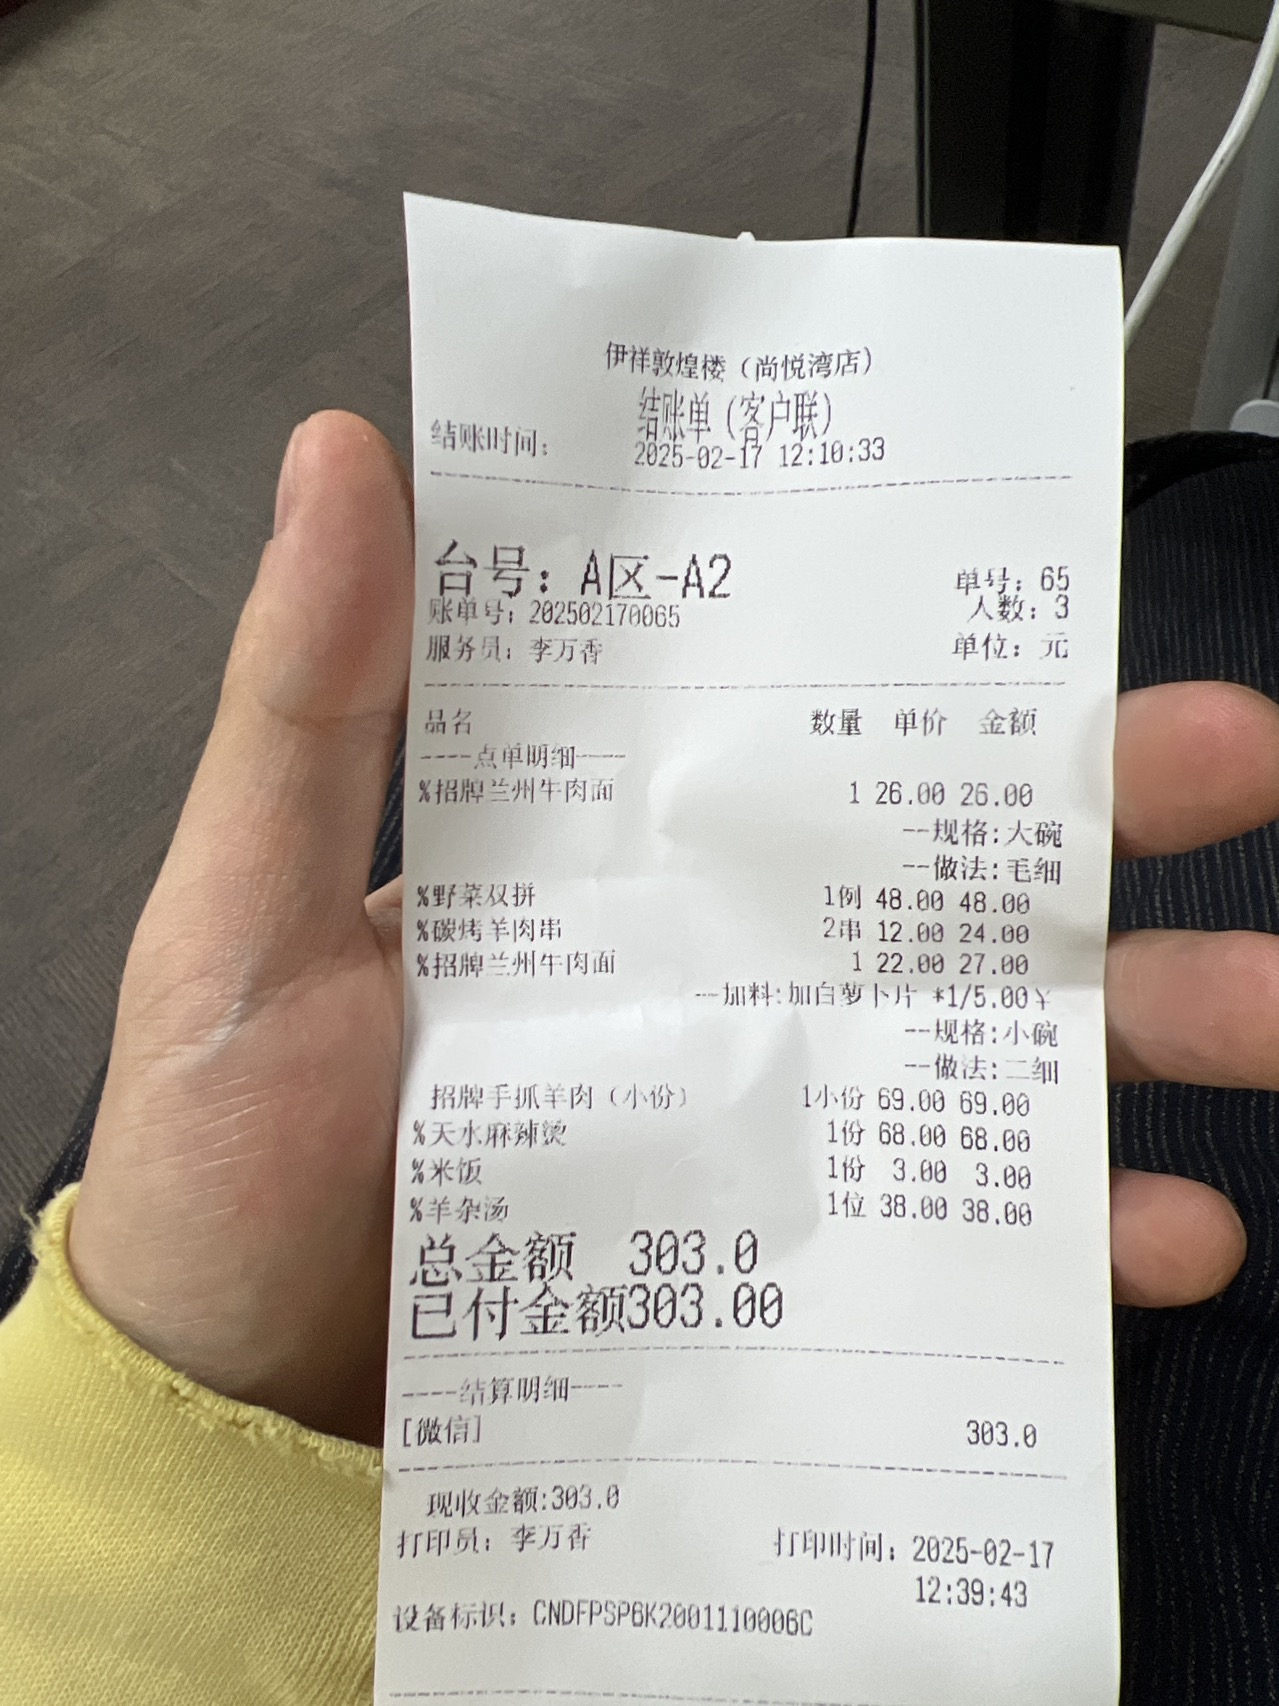 伊祥敦煌楼（尚悦湾店）
结账单（客户联）
结账时间： 2025-02-17 12:10:33
台号：A区-A2 单号：65
账单号：202502170065 人数：3
服务员：李万香 单位：元
品名 数量 单价 金额
----点单明细----
%招牌兰州牛肉面 1 26.00 26.00
--规格:大碗
--做法:毛细
%野菜双拼 1例 48.00 48.00
%碳烤羊肉串 2串 12.00 24.00
%招牌兰州牛肉面 1 22.00 27.00
--加料:加白萝卜片 *1/5.00￥
--规格:小碗
--做法:二细
招牌手抓羊肉（小份） 1小份 69.00 69.00
%天水麻辣烫 1份 68.00 68.00
%米饭 1份 3.00 3.00
%羊杂汤 1位 38.00 38.00
总金额 303.0
已付金额303.00
----结算明细----
[微信] 303.0
现收金额:303.0
打印员：李万香 打印时间：2025-02-17
12:39:43
设备标识：CNDFPSP6K2001110006C